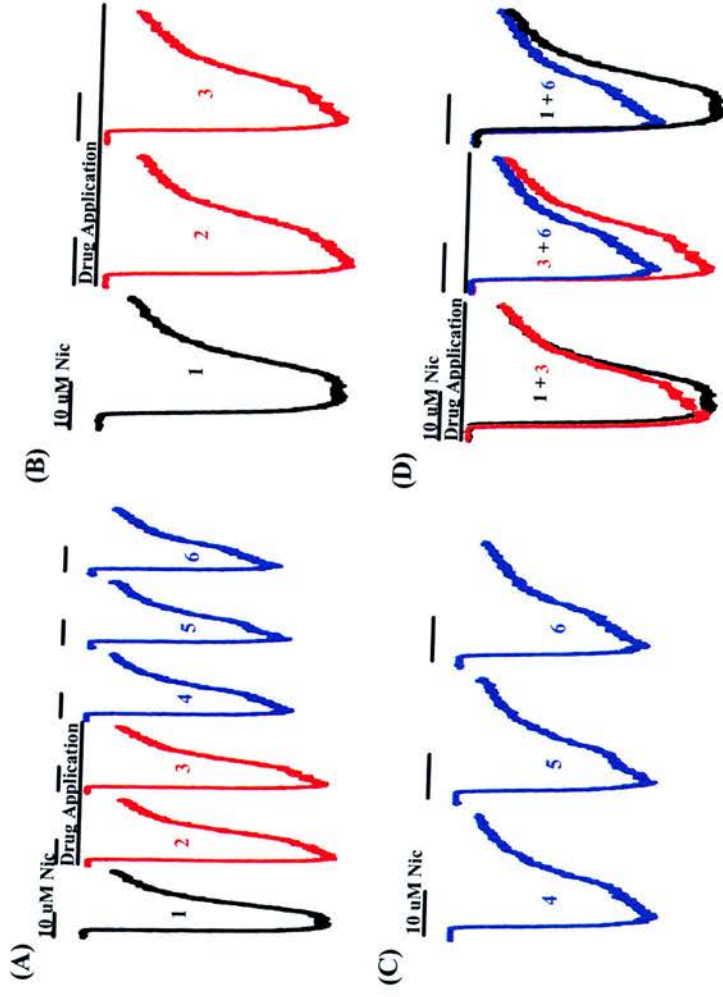 (A)
10 uM Nic
Drug Application
1 2 3 4 5 6
(B)
10 uM Nic
Drug Application
1 2 3
(C)
10 uM Nic
4 5 6
(D)
10 uM Nic
Drug Application
1 + 3 3 + 6 1 + 6